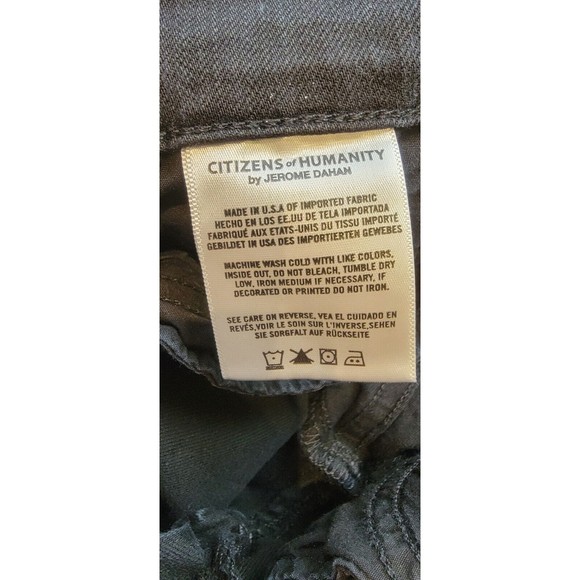 CITIZENS of HUMANITY
by JEROME DAHAN
MADE IN U.S.A OF IMPORTED FABRIC
HECHO EN LOS EE.UU DE TELA IMPORTADA
FABRIQUÉ AUX ETATS-UNIS DU TISSU IMPORTÉ
GEBILDET IN USA DES IMPORTIERTEN GEWEBES
MACHINE WASH COLD WITH LIKE COLORS,
INSIDE OUT, DO NOT BLEACH, TUMBLE DRY
LOW, IRON MEDIUM IF NECESSARY, IF
DECORATED OR PRINTED DO NOT IRON.
SEE CARE ON REVERSE, VEA EL CUIDADO EN
REVÉS,VOIR LE SOIN SUR L'INVERSE,SEHEN
SIE SORGFALT AUF RÜCKSEITE